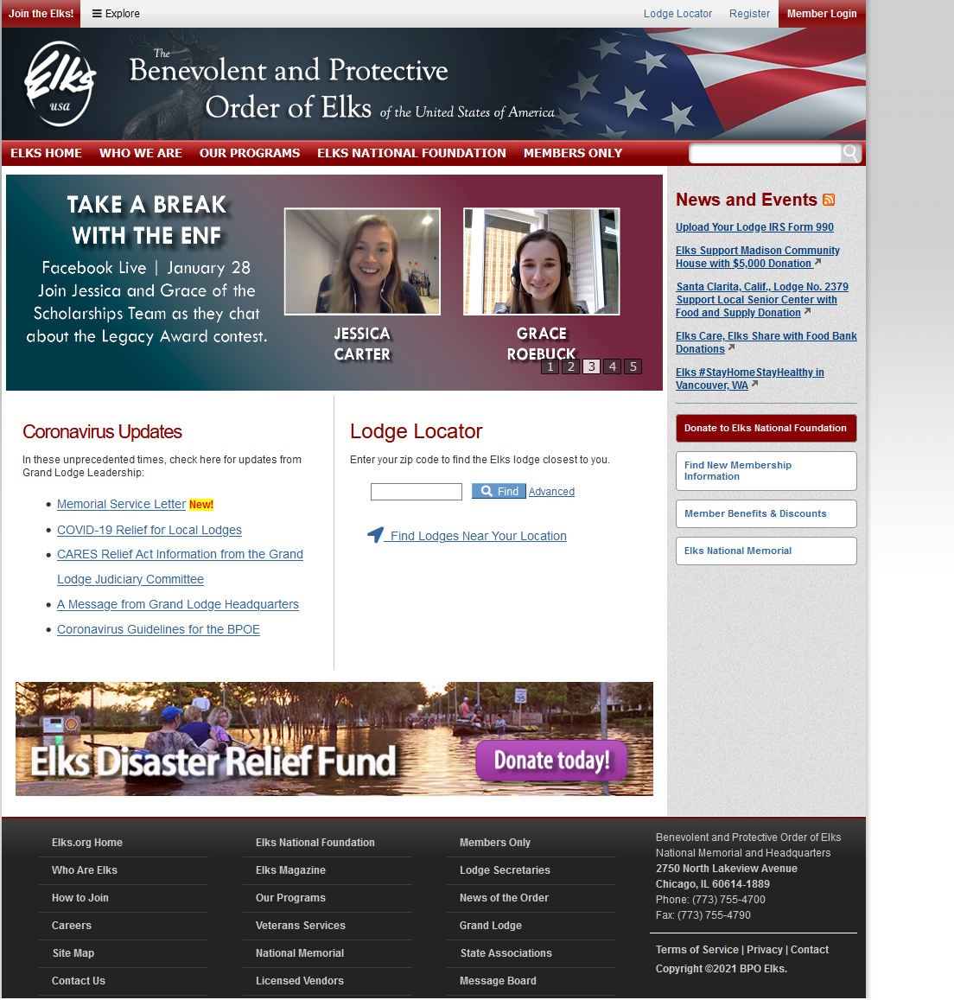 Join the Elks!
Explore
Lodge Locator
Register
Member Login
Elks
usa
The
Benevolent and Protective
Order of Elks of the United States of America
ELKS HOME
WHO WE ARE
OUR PROGRAMS
ELKS NATIONAL FOUNDATION
MEMBERS ONLY
TAKE A BREAK
WITH THE ENF
Facebook Live | January 28
Join Jessica and Grace of the
Scholarships Team as they chat
about the Legacy Award contest.
JESSICA
CARTER
GRACE
ROEBUCK
1 2 3 4 5
Coronavirus Updates
In these unprecedented times, check here for updates from
Grand Lodge Leadership:
Memorial Service Letter New!
COVID-19 Relief for Local Lodges
CARES Relief Act Information from the Grand
Lodge Judiciary Committee
A Message from Grand Lodge Headquarters
Coronavirus Guidelines for the BPOE
Lodge Locator
Enter your zip code to find the Elks lodge closest to you.
Find Advanced
Find Lodges Near Your Location
News and Events
Upload Your Lodge IRS Form 990
Elks Support Madison Community
House with $5,000 Donation
Santa Clarita, Calif., Lodge No. 2379
Support Local Senior Center with
Food and Supply Donation
Elks Care, Elks Share with Food Bank
Donations
Elks #StayHomeStayHealthy in
Vancouver, WA
Donate to Elks National Foundation
Find New Membership
Information
Member Benefits & Discounts
Elks National Memorial
35
Elks Disaster Relief Fund
Donate today!
Elks.org Home
Who Are Elks
How to Join
Careers
Site Map
Contact Us
Elks National Foundation
Elks Magazine
Our Programs
Veterans Services
National Memorial
Licensed Vendors
Members Only
Lodge Secretaries
News of the Order
Grand Lodge
State Associations
Message Board
Benevolent and Protective Order of Elks
National Memorial and Headquarters
2750 North Lakeview Avenue
Chicago, IL 60614-1889
Phone: (773) 755-4700
Fax: (773) 755-4790
Terms of Service | Privacy | Contact
Copyright ©2021 BPO Elks.